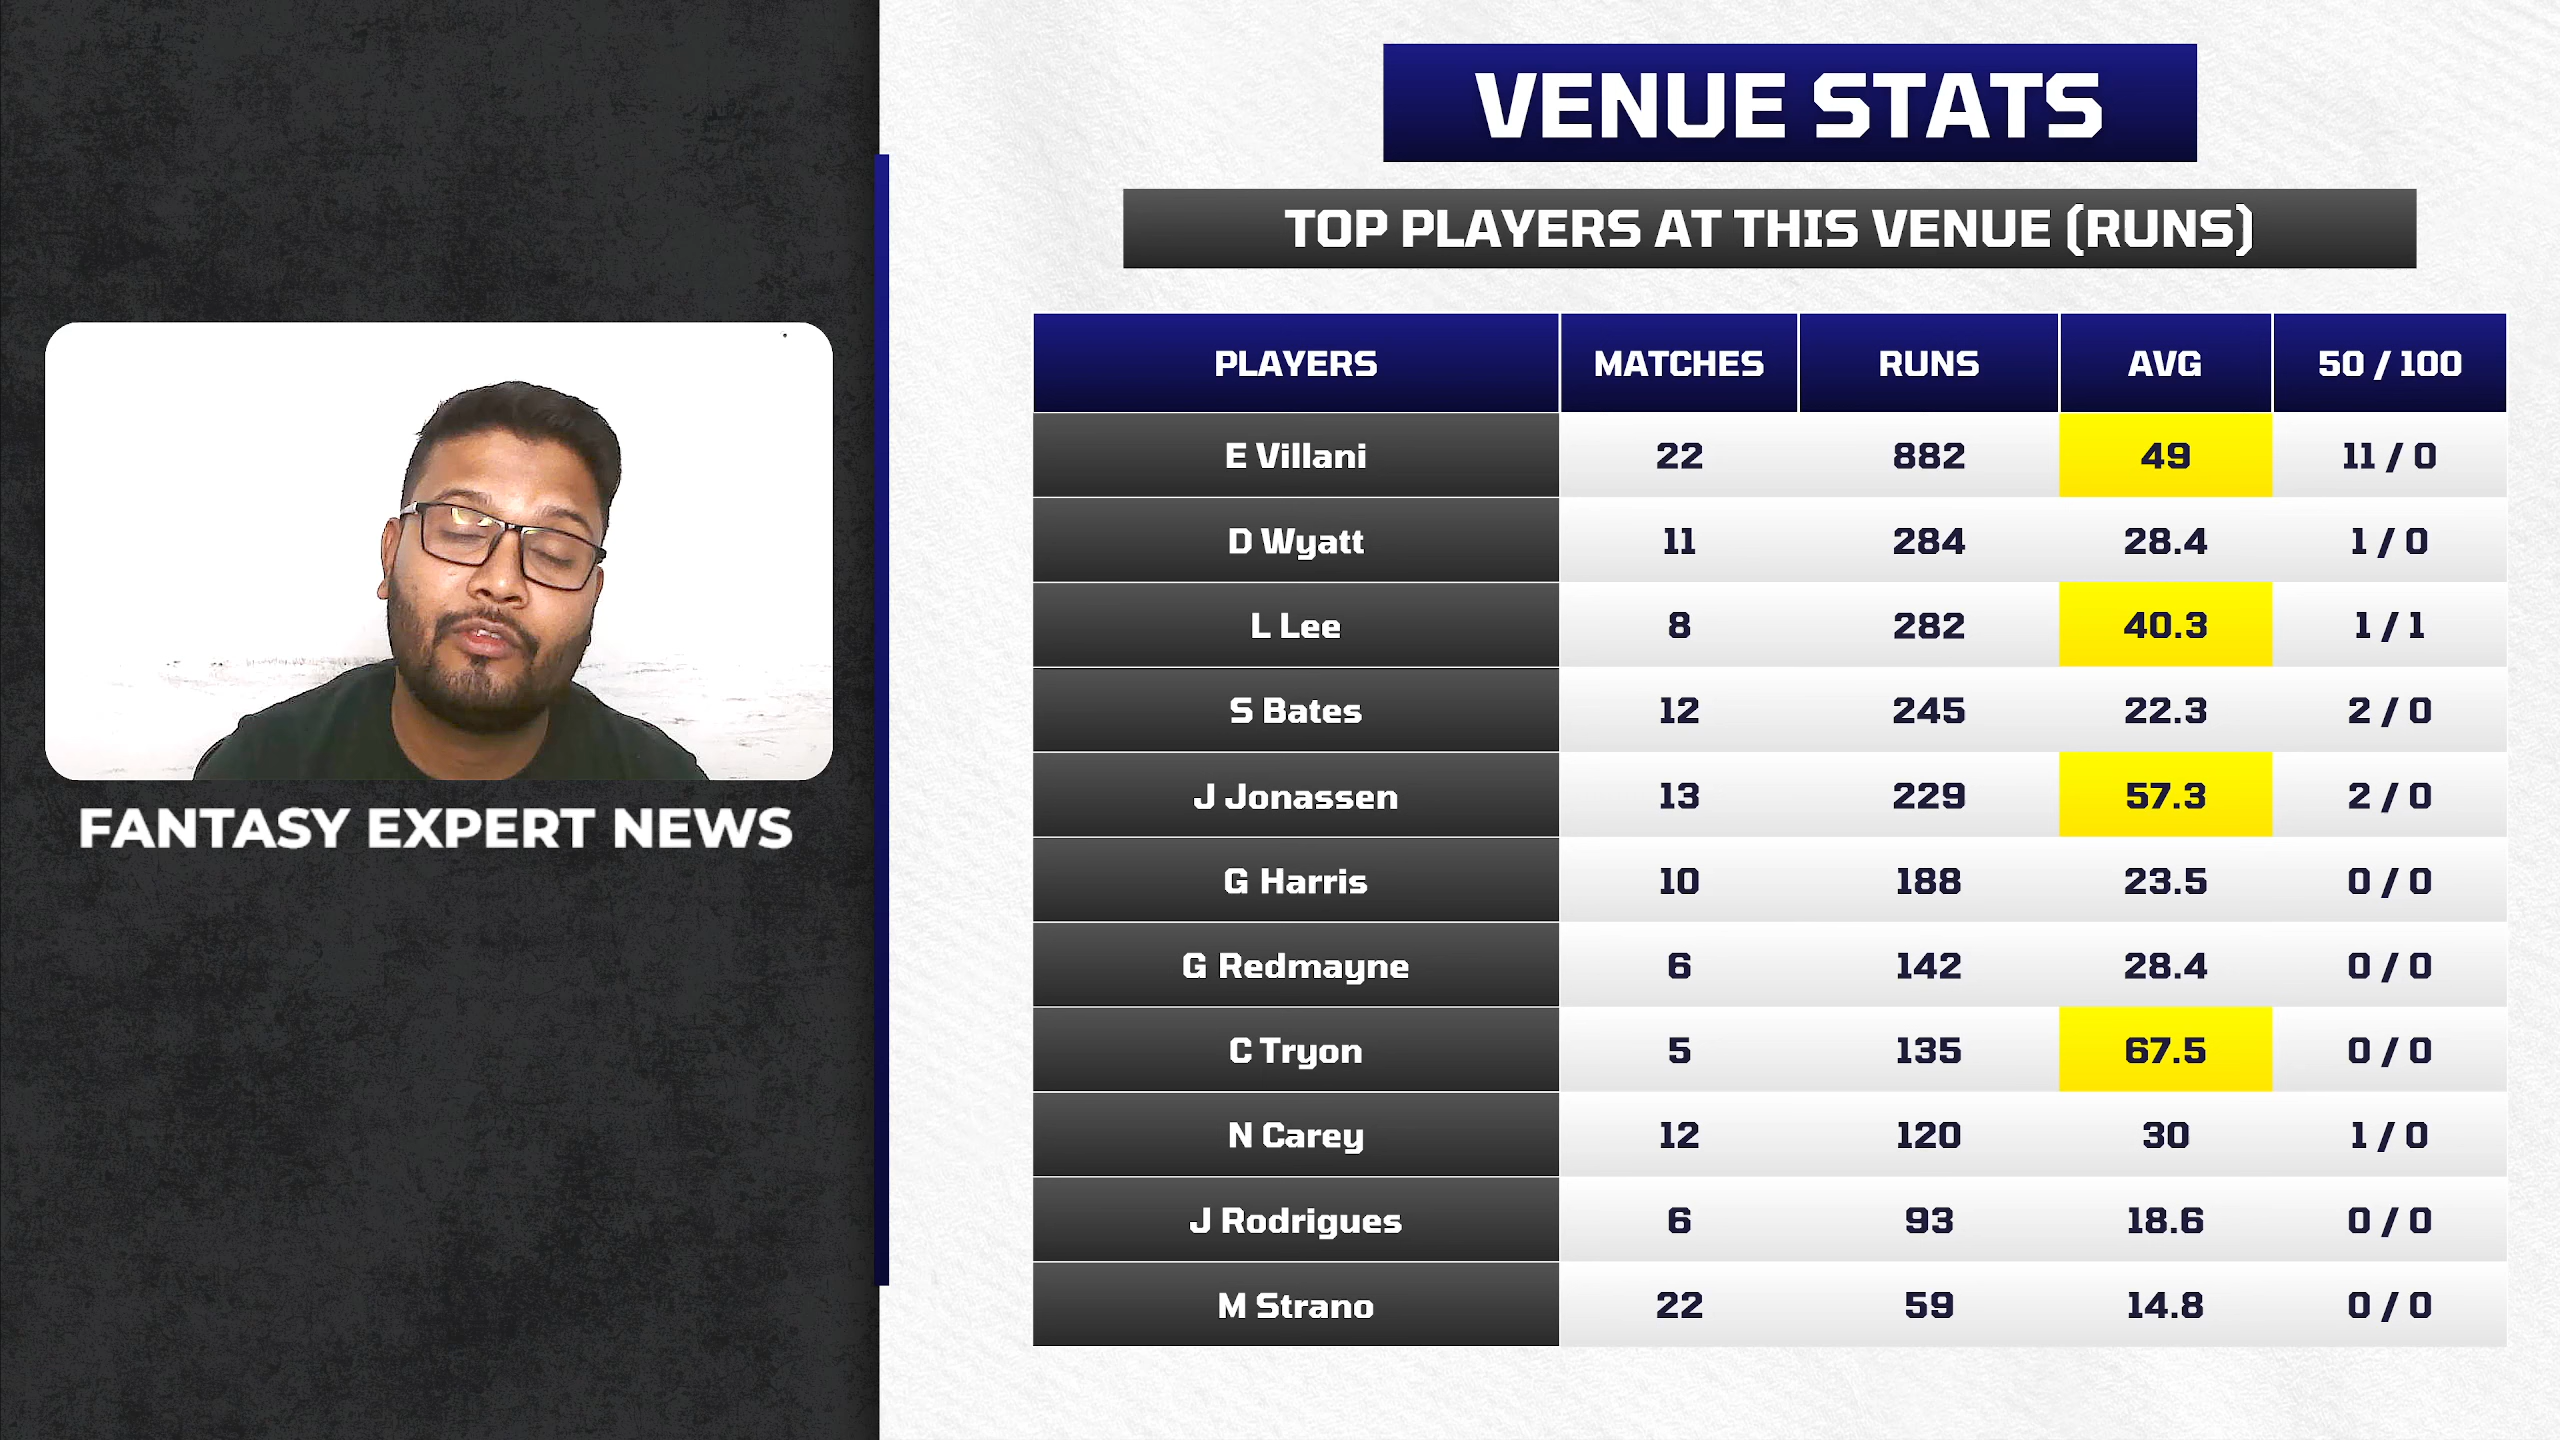 VENUE STATS
TOP PLAYERS AT THIS VENUE (RUNS)
PLAYERS MATCHES RUNS AVG 50 / 100
E Villani 22 882 49 11 / 0
D Wyatt 11 284 28.4 1 / 0
L Lee 8 282 40.3 1 / 1
S Bates 12 245 22.3 2 / 0
J Jonassen 13 229 57.3 2 / 0
G Harris 10 188 23.5 0 / 0
G Redmayne 6 142 28.4 0 / 0
C Tryon 5 135 67.5 0 / 0
N Carey 12 120 30 1 / 0
J Rodrigues 6 93 18.6 0 / 0
M Strano 22 59 14.8 0 / 0
FANTASY EXPERT NEWS